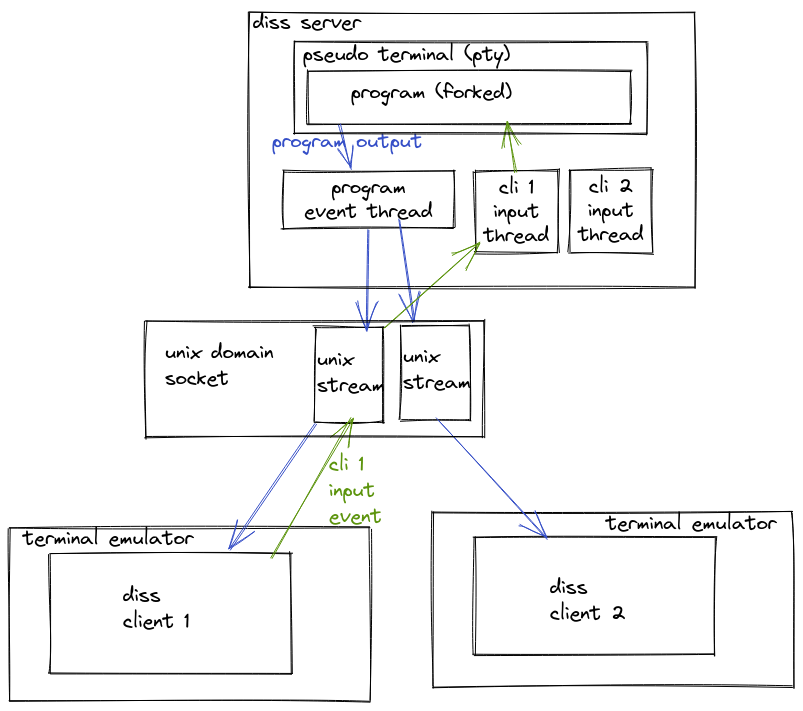 diss server
pseudo terminal (pty)
program (forked)
program output
program
event thread
cli 1
input
thread
cli 2
input
thread
unix domain
socket
unix
stream
unix
stream
cli 1
input
event
terminal emulator
diss
client 1
terminal emulator
diss
client 2